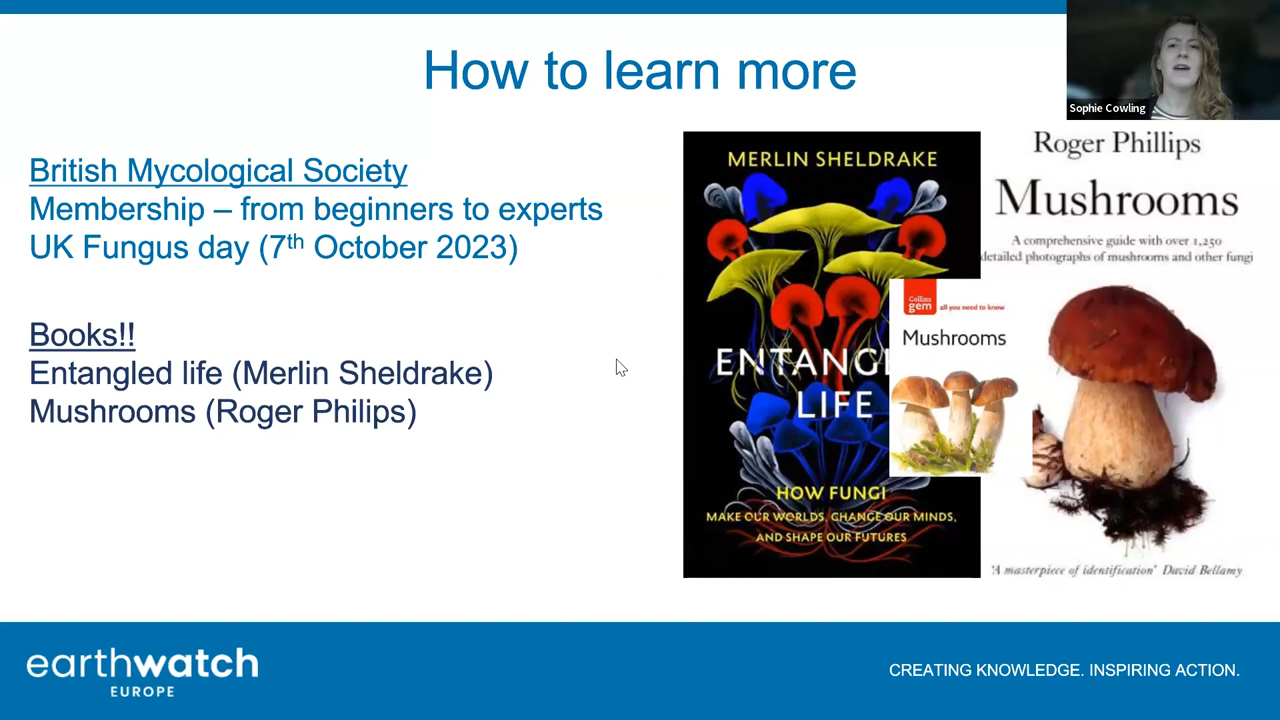 How to learn more
Sophie Cowling
British Mycological Society
Membership – from beginners to experts
UK Fungus day (7th October 2023)
Books!!
Entangled life (Merlin Sheldrake)
Mushrooms (Roger Philips)
MERLIN SHELDRAKE
ENTANGL
LIFE
HOW FUNGI
MAKE OUR WORLDS, CHANGE OUR MINDS,
AND SHAPE OUR FUTURES
Collins
gem
all you need to know
Mushrooms
Roger Phillips
Mushrooms
A comprehensive guide with over 1,250
detailed photographs of mushrooms and other fungi
'A masterpiece of identification' David Bellamy
earthwatch
EUROPE
CREATING KNOWLEDGE. INSPIRING ACTION.